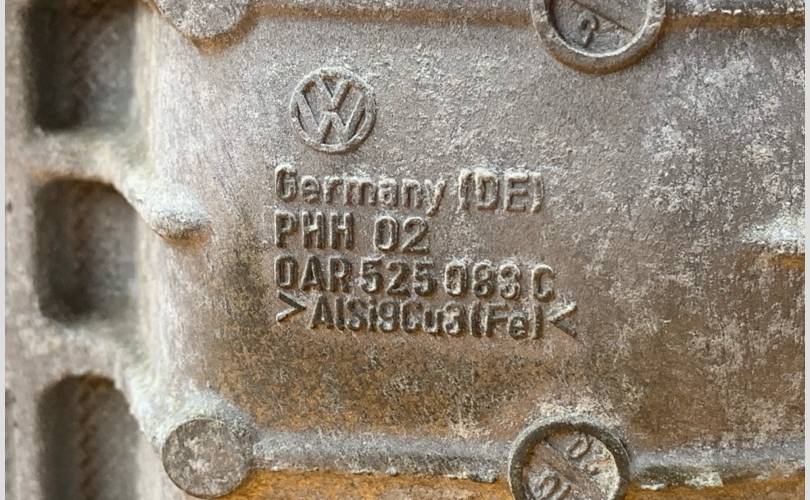 Germany (DE)
PHH 02
0AR 525 083 C
>AlSi9Cu3(Fe)<